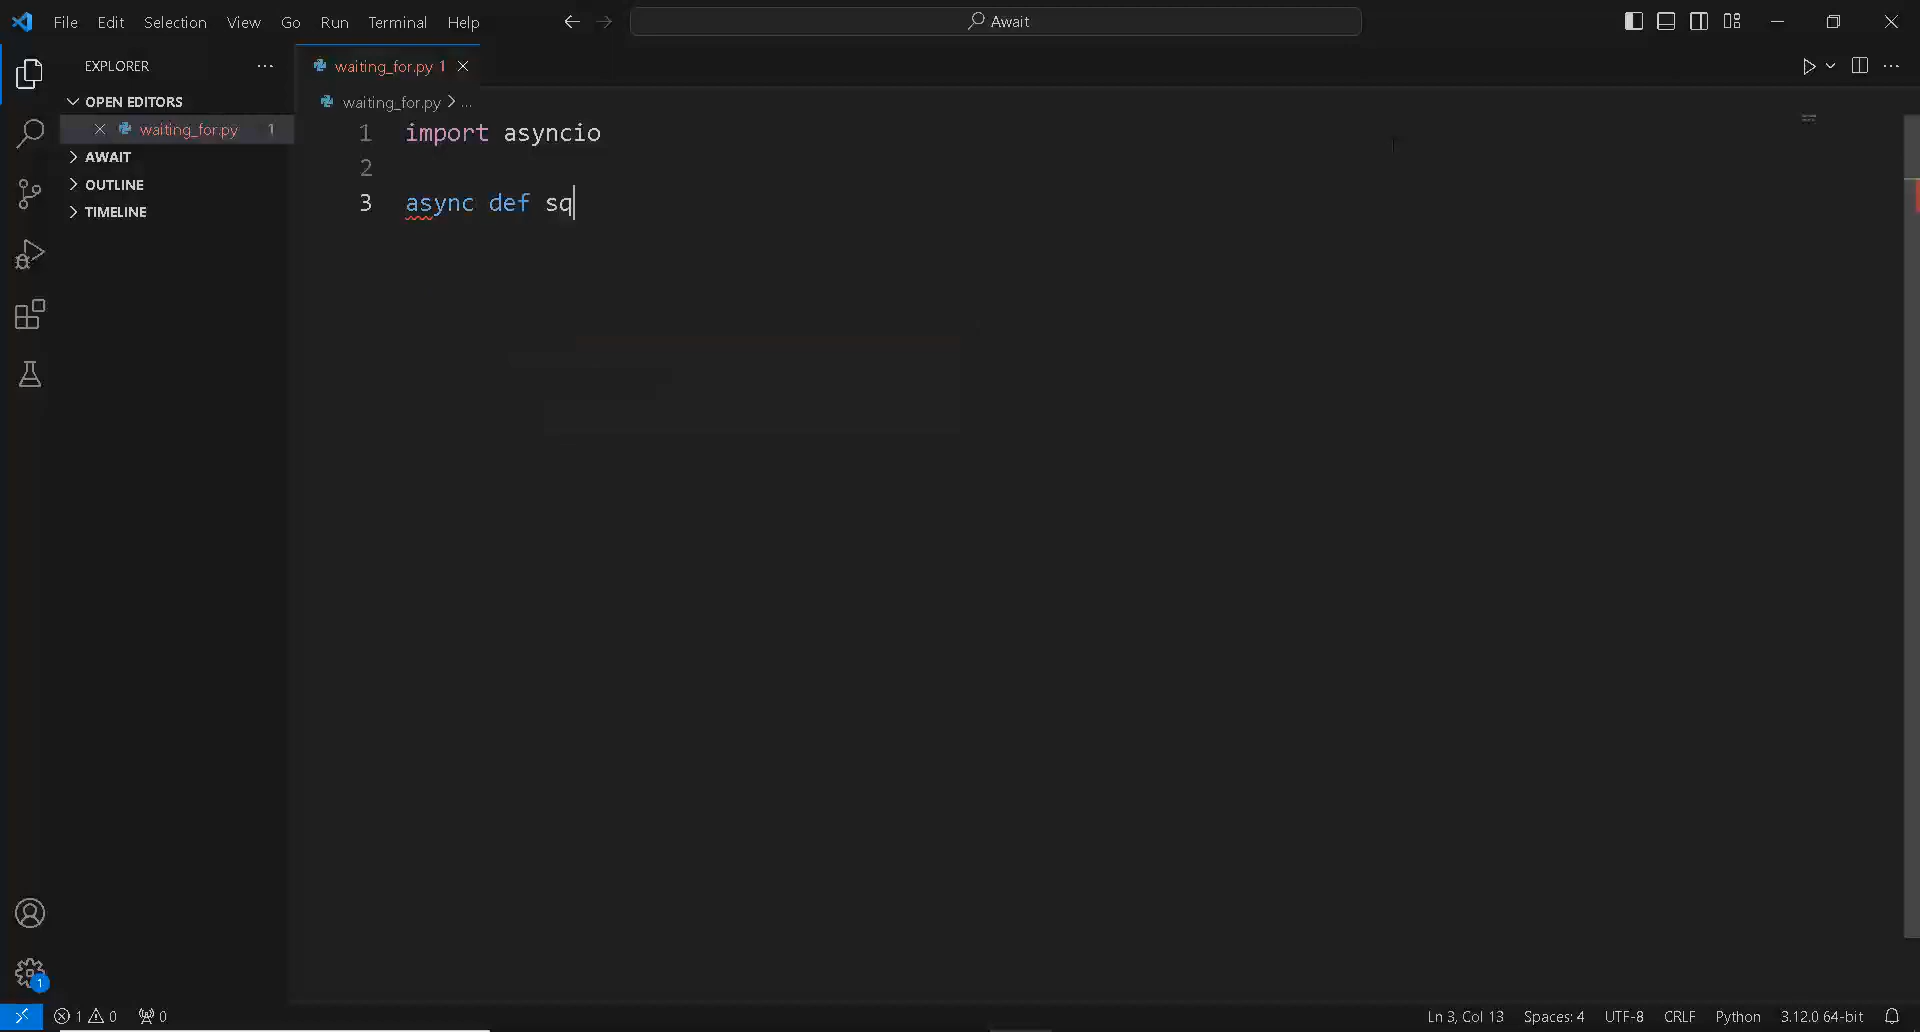 File Edit Selection View Go Run Terminal Help
Await
EXPLORER
OPEN EDITORS
waiting_for.py 1
AWAIT
OUTLINE
TIMELINE
waiting_for.py 1
waiting_for.py > ...
1 import asyncio
2
3 async def sq
1
1 0 0
Ln 3, Col 13 Spaces: 4 UTF-8 CRLF Python 3.12.0 64-bit